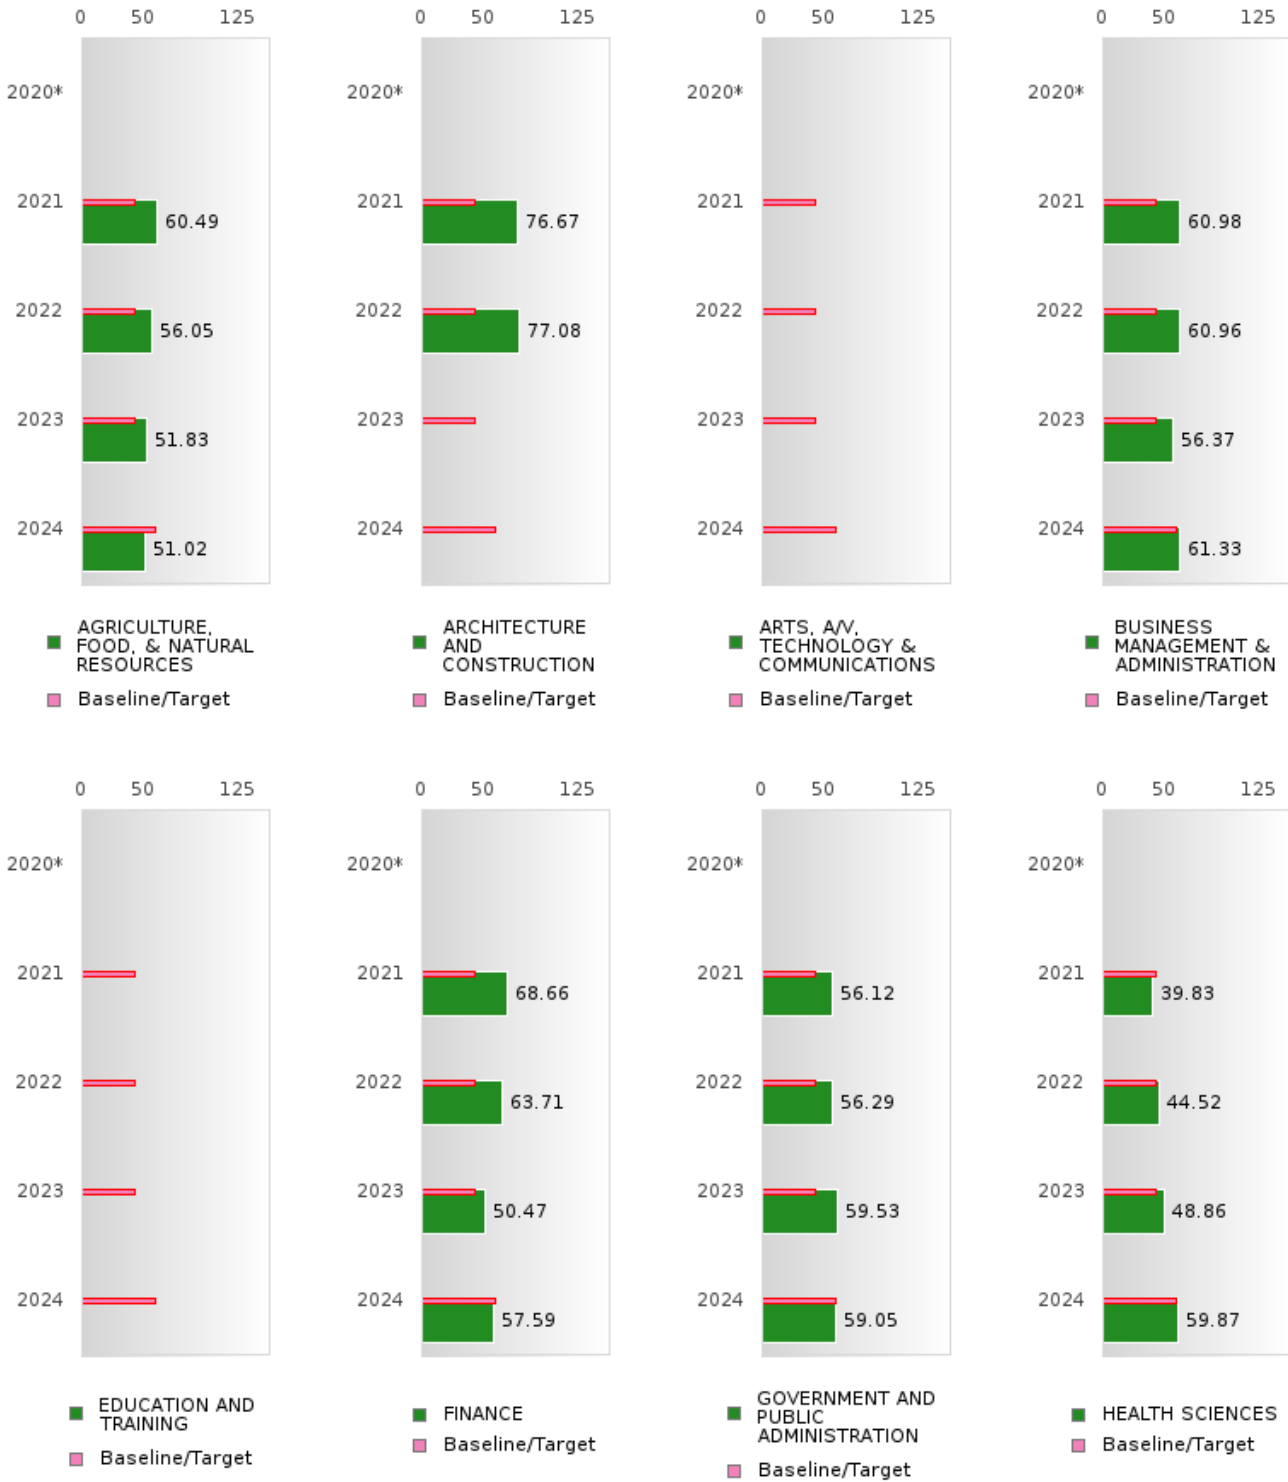 0 50 125
2020*
2021
60.49
2022
56.05
2023
51.83
2024
51.02
AGRICULTURE,
FOOD, & NATURAL
RESOURCES
Baseline/Target
0 50 125
2020*
2021
76.67
2022
77.08
2023
2024
ARCHITECTURE
AND
CONSTRUCTION
Baseline/Target
0 50 125
2020*
2021
2022
2023
2024
ARTS, A/V,
TECHNOLOGY &
COMMUNICATIONS
Baseline/Target
0 50 125
2020*
2021
60.98
2022
60.96
2023
56.37
2024
61.33
BUSINESS
MANAGEMENT &
ADMINISTRATION
Baseline/Target
0 50 125
2020*
2021
2022
2023
2024
EDUCATION AND
TRAINING
Baseline/Target
0 50 125
2020*
2021
68.66
2022
63.71
2023
50.47
2024
57.59
FINANCE
Baseline/Target
0 50 125
2020*
2021
56.12
2022
56.29
2023
59.53
2024
59.05
GOVERNMENT AND
PUBLIC
ADMINISTRATION
Baseline/Target
0 50 125
2020*
2021
39.83
2022
44.52
2023
48.86
2024
59.87
HEALTH SCIENCES
Baseline/Target